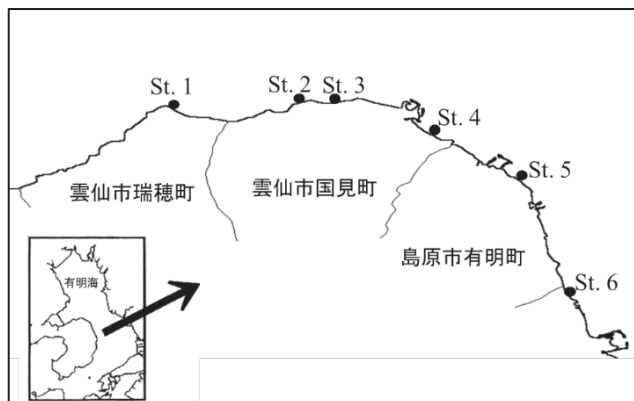 St. 1
St. 2
St. 3
St. 4
St. 5
雲仙市瑞穂町
雲仙市国見町
島原市有明町
St. 6
有明海